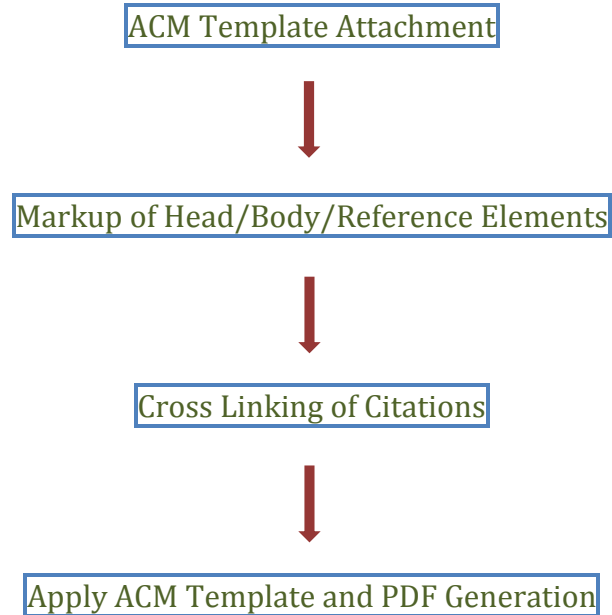 ACM Template Attachment
Markup of Head/Body/Reference Elements
Cross Linking of Citations
Apply ACM Template and PDF Generation